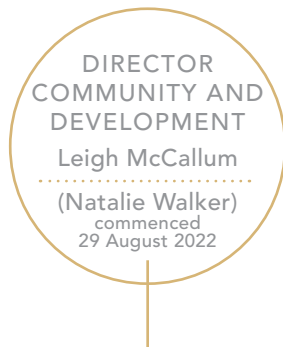 DIRECTOR
COMMUNITY AND
DEVELOPMENT
Leigh McCallum
(Natalie Walker)
commenced
29 August 2022